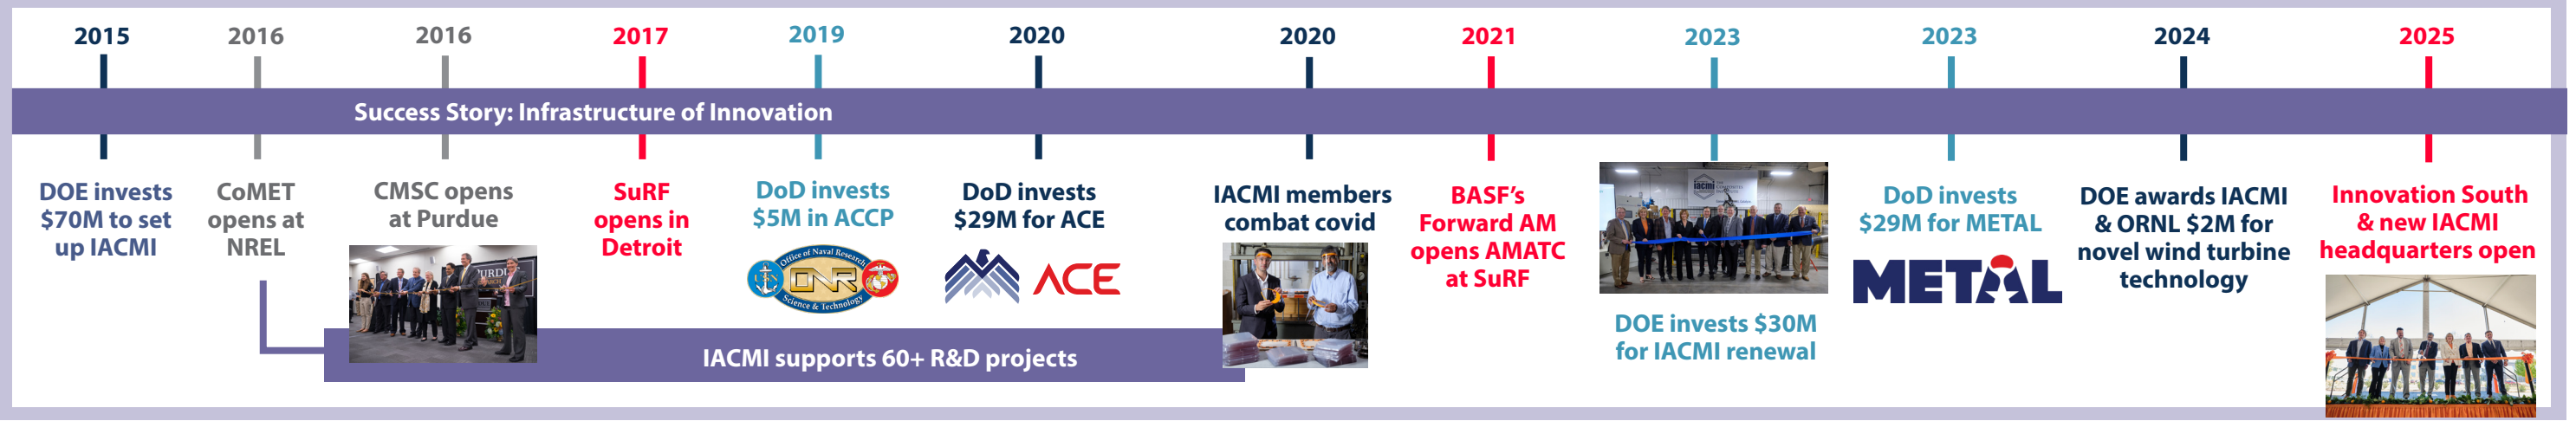 2015
2016
2016
2017
2019
2020
2020
2021
2023
2023
2024
2025
Success Story: Infrastructure of Innovation
DOE invests
$70M to set
up IACMI
CoMET
opens at
NREL
CMSC opens
at Purdue
PURDUE
SuRF
opens in
Detroit
DoD invests
$5M in ACCP
Office of Naval Research
ONR
Science & Technology
DoD invests
$29M for ACE
ACE
IACMI members
combat covid
BASF’s
Forward AM
opens AMATC
at SuRF
iacmi
DOE invests $30M
for IACMI renewal
DoD invests
$29M for METAL
METAL
DOE awards IACMI
& ORNL $2M for
novel wind turbine
technology
Innovation South
& new IACMI
headquarters open
IACMI supports 60+ R&D projects